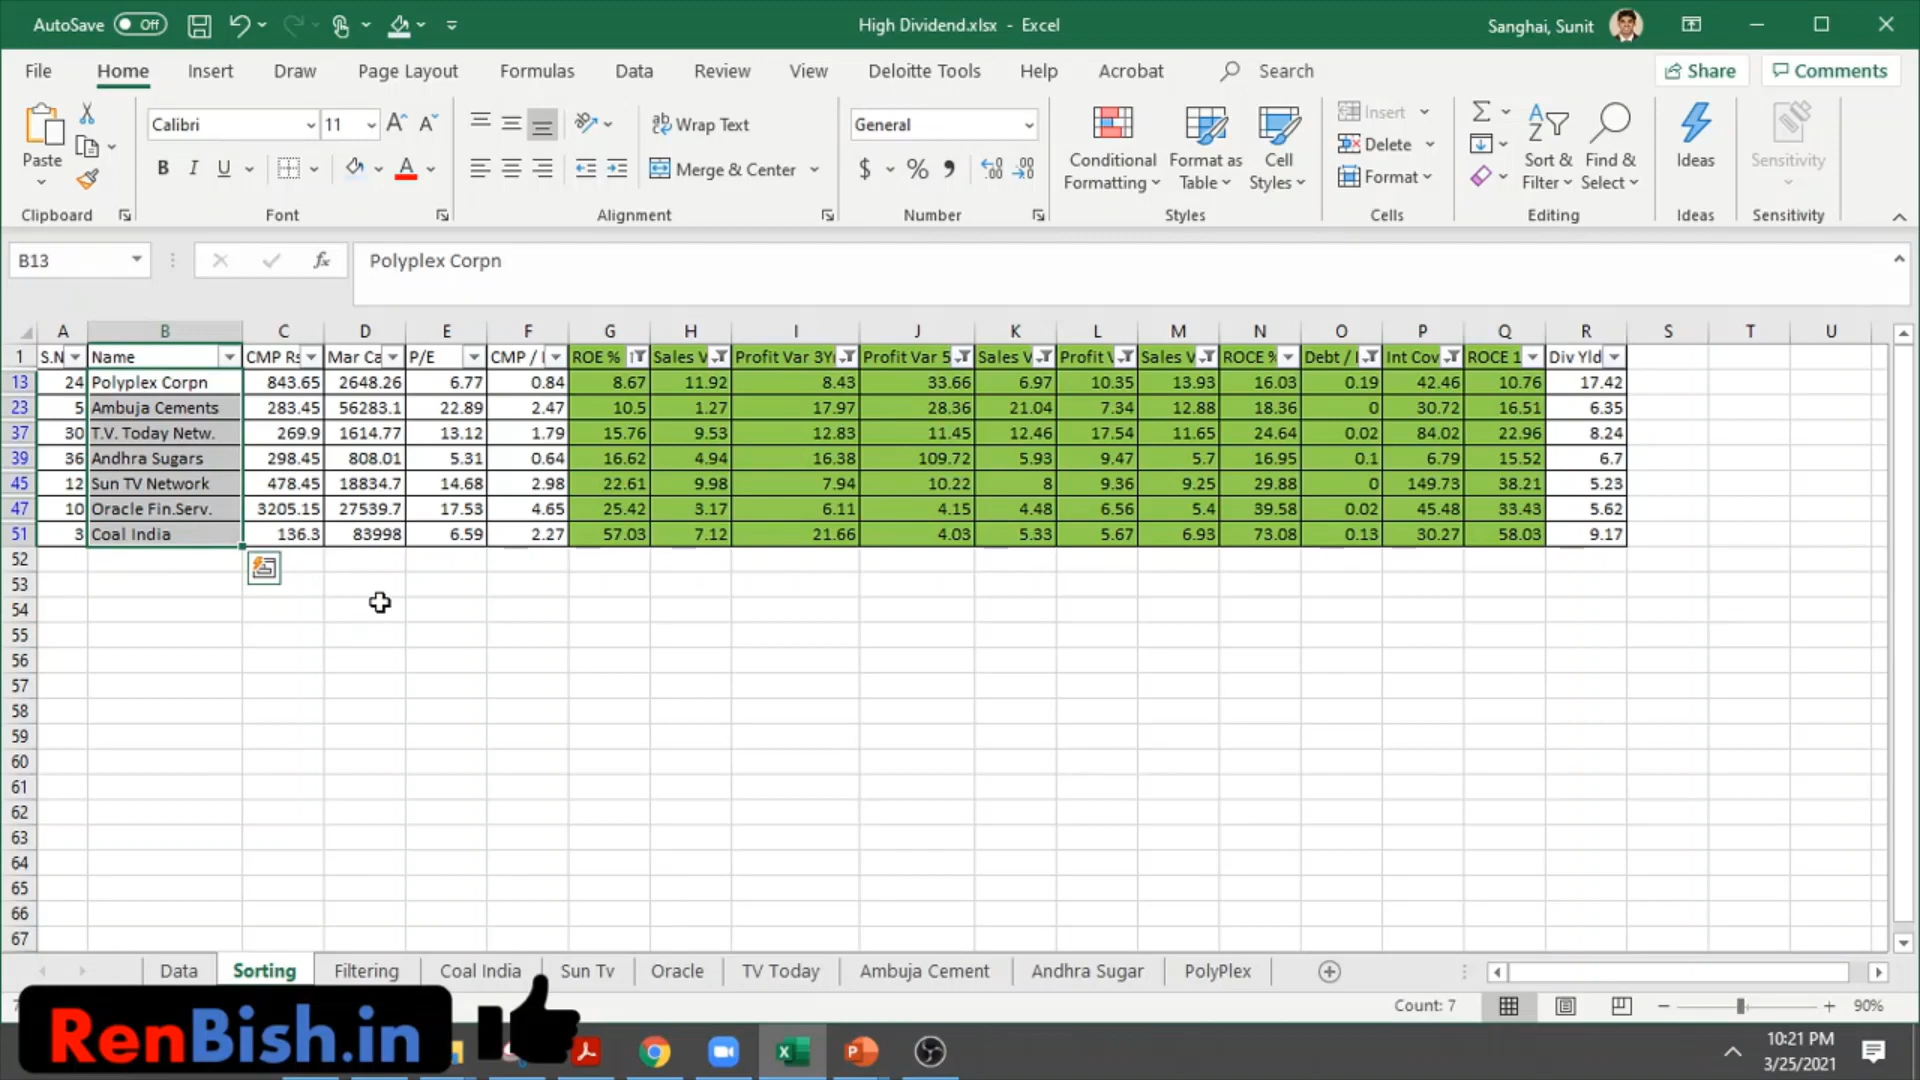 AutoSave Off High Dividend.xlsx - Excel Sanghai, Sunit
File Home Insert Draw Page Layout Formulas Data Review View Deloitte Tools Help Acrobat Search Share Comments
Calibri 11 Wrap Text General Insert
Paste Conditional Format as Cell Delete Sort & Find & Ideas Sensitivity
B I U A Merge & Center $ % Formatting Table Styles Format Filter Select
Clipboard Font Alignment Number Styles Cells Editing Ideas Sensitivity
B13 fx Polyplex Corpn
A B C D E F G H I J K L M N O P Q R S T U
1 S.N Name CMP Rs Mar Ca P/E CMP / ROE % Sales V Profit Var 3Y Profit Var 5 Sales V Profit V Sales V ROCE % Debt / Int Cov ROCE 1 Div Yld
13 24 Polyplex Corpn 843.65 2648.26 6.77 0.84 8.67 11.92 8.43 33.66 6.97 10.35 13.93 16.03 0.19 42.46 10.76 17.42
23 5 Ambuja Cements 283.45 56283.1 22.89 2.47 10.5 1.27 17.97 28.36 21.04 7.34 12.88 18.36 0 30.72 16.51 6.35
37 30 T.V. Today Netw. 269.9 1614.77 13.12 1.79 15.76 9.53 12.83 11.45 12.46 17.54 11.65 24.64 0.02 84.02 22.96 8.24
39 36 Andhra Sugars 298.45 808.01 5.31 0.64 16.62 4.94 16.38 109.72 5.93 9.47 5.7 16.95 0.1 6.79 15.52 6.7
45 12 Sun TV Network 478.45 18834.7 14.68 2.98 22.61 9.98 7.94 10.22 8 9.36 9.25 29.88 0 149.73 38.21 5.23
47 10 Oracle Fin.Serv. 3205.15 27539.7 17.53 4.65 25.42 3.17 6.11 4.15 4.48 6.56 5.4 39.58 0.02 45.48 33.43 5.62
51 3 Coal India 136.3 83998 6.59 2.27 57.03 7.12 21.66 4.03 5.33 5.67 6.93 73.08 0.13 30.27 58.03 9.17
52
53
54
55
56
57
58
59
60
61
62
63
64
65
66
67
Data Sorting Filtering Coal India Sun Tv Oracle TV Today Ambuja Cement Andhra Sugar PolyPlex
Count: 7 90%
RenBish.in
10:21 PM
3/25/2021